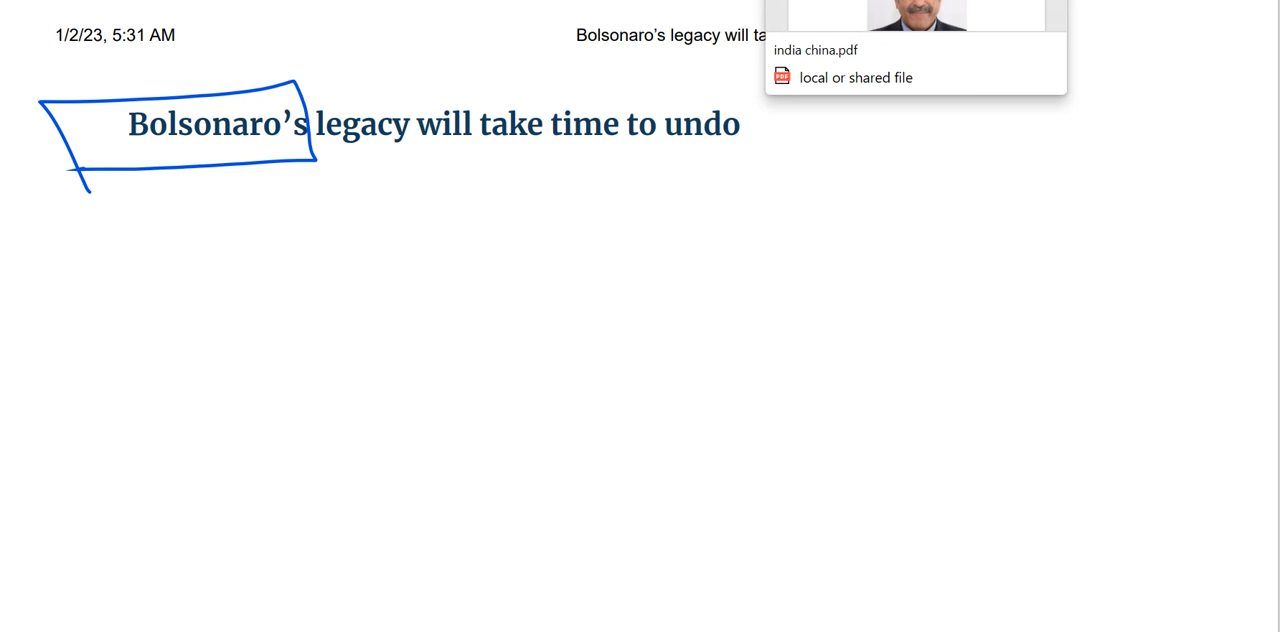 1/2/23, 5:31 AM
Bolsonaro’s legacy will ta
india china.pdf
PDF
local or shared file
Bolsonaro’s legacy will take time to undo